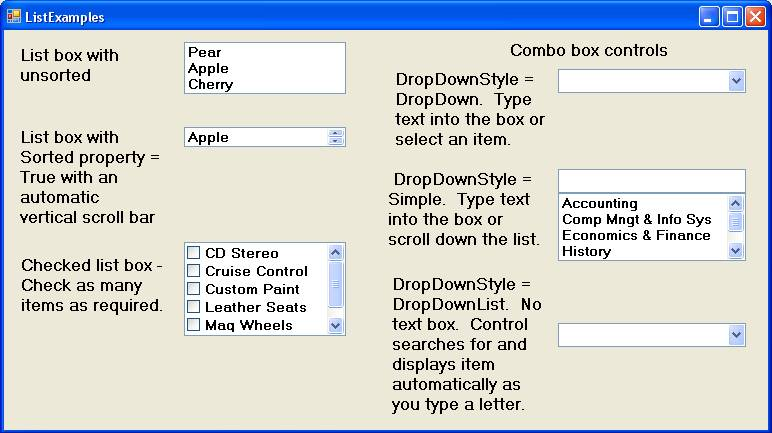 ListExamples
List box with
unsorted
Pear
Apple
Cherry
List box with
Sorted property =
True with an
automatic
vertical scroll bar
Apple
Checked list box -
Check as many
items as required.
CD Stereo
Cruise Control
Custom Paint
Leather Seats
Mag Wheels
Combo box controls
DropDownStyle =
DropDown. Type
text into the box or
select an item.
DropDownStyle =
Simple. Type text
into the box or
scroll down the list.
Accounting
Comp Mngt & Info Sys
Economics & Finance
History
DropDownStyle =
DropDownList. No
text box. Control
searches for and
displays item
automatically as
you type a letter.